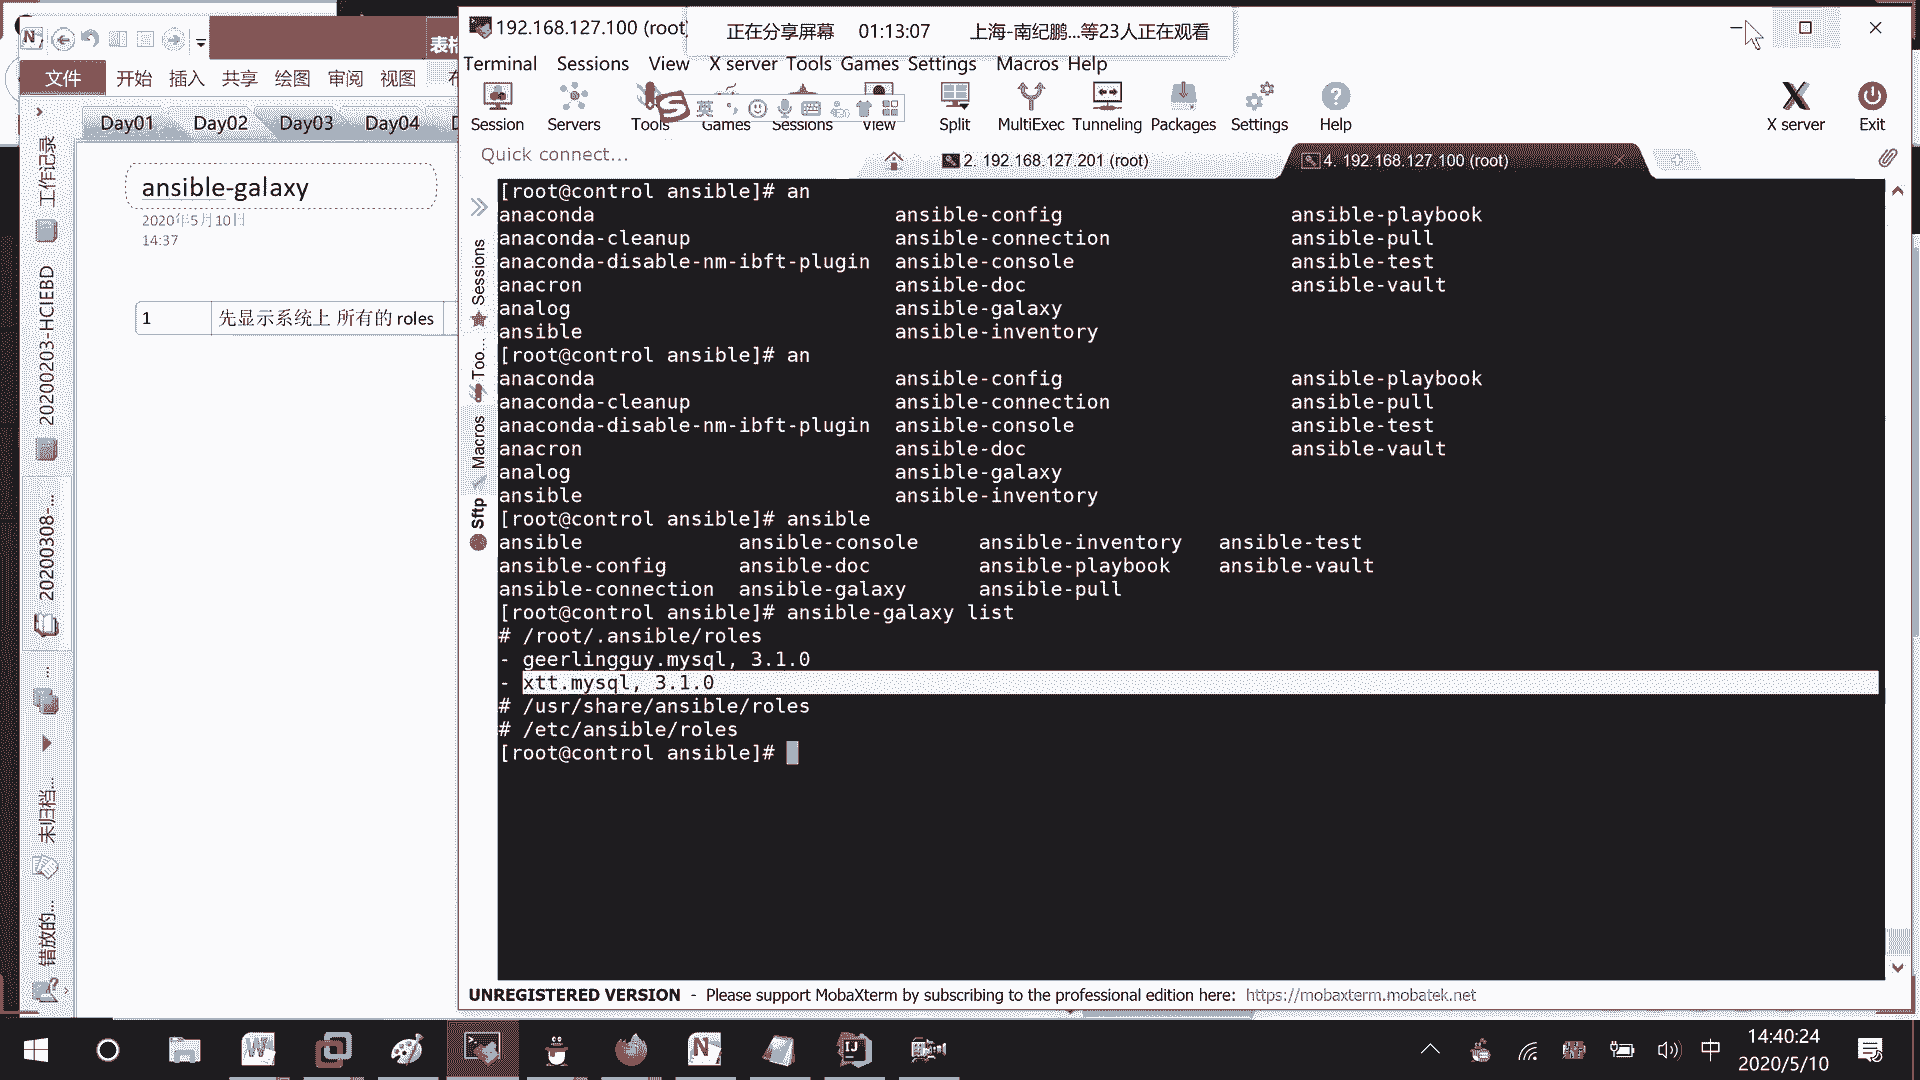 192.168.127.100 (root)
正在分享屏幕 01:13:07 上海-南纪鹏...等23人正在观看
表格
文件 开始 插入 共享 绘图 审阅 视图
Terminal Sessions View X server Tools Games Settings Macros Help
英
Session Servers Tools Games Sessions View Split MultiExec Tunneling Packages Settings Help X server Exit
Day01 Day02 Day03 Day04
Quick connect...
2. 192.168.127.201 (root)
4. 192.168.127.100 (root)
工作记录
20200203-HCIEBD
20200308-...
...
未归档...
错放的...
ansible-galaxy
2020年5月10日
14:37
1 先显示系统上 所有的 roles
Sessions
Too...
Macros
Sftp
[root@control ansible]# an
anaconda ansible-config ansible-playbook
anaconda-cleanup ansible-connection ansible-pull
anaconda-disable-nm-ibft-plugin ansible-console ansible-test
anacron ansible-doc ansible-vault
analog ansible-galaxy
ansible ansible-inventory
[root@control ansible]# an
anaconda ansible-config ansible-playbook
anaconda-cleanup ansible-connection ansible-pull
anaconda-disable-nm-ibft-plugin ansible-console ansible-test
anacron ansible-doc ansible-vault
analog ansible-galaxy
ansible ansible-inventory
[root@control ansible]# ansible
ansible ansible-console ansible-inventory ansible-test
ansible-config ansible-doc ansible-playbook ansible-vault
ansible-connection ansible-galaxy ansible-pull
[root@control ansible]# ansible-galaxy list
# /root/.ansible/roles
- geerlingguy.mysql, 3.1.0
- xtt.mysql, 3.1.0
# /usr/share/ansible/roles
# /etc/ansible/roles
[root@control ansible]#
UNREGISTERED VERSION - Please support MobaXterm by subscribing to the professional edition here: https://mobaxterm.mobatek.net
中
14:40:24
2020/5/10